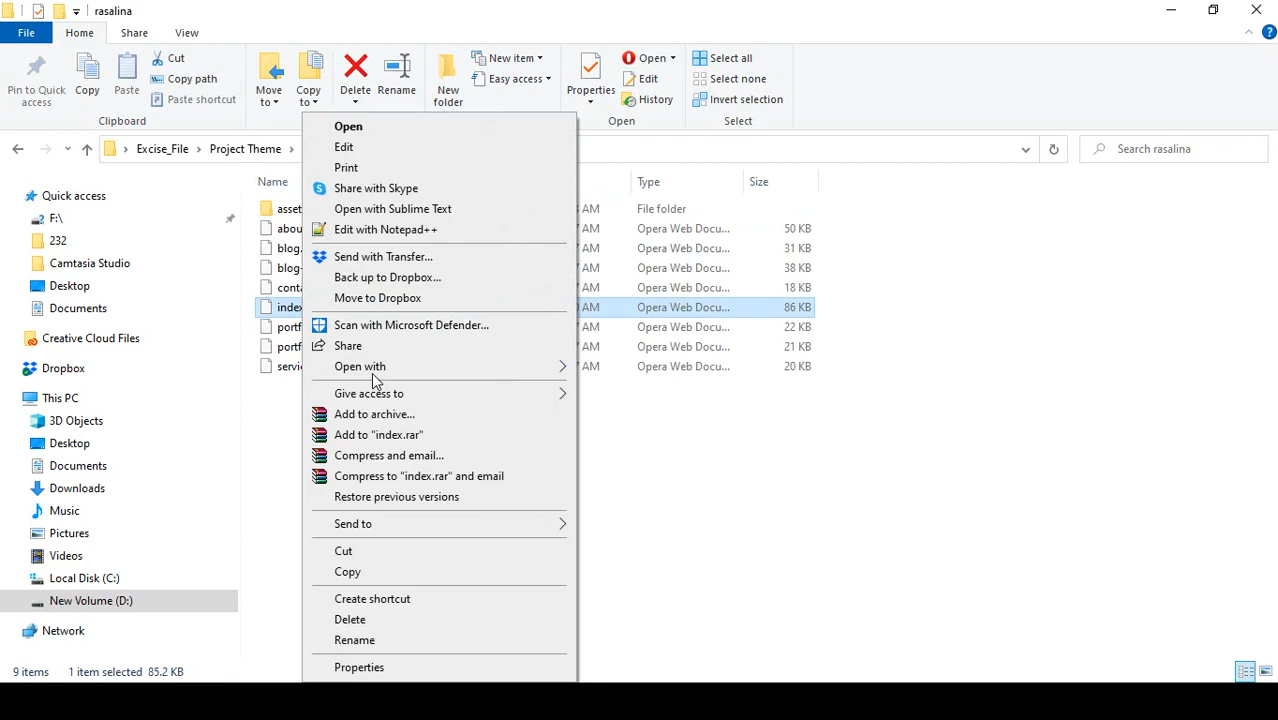 rasalina
File
Home
Share
View
Pin to Quick access
Copy
Paste
Cut
Copy path
Paste shortcut
Clipboard
Move to
Copy to
Delete
Rename
New folder
New item
Easy access
Properties
Open
Edit
History
Open
Select all
Select none
Invert selection
Select
Excise_File
Project Theme
Search rasalina
Name
Type
Size
Quick access
F:\
232
Camtasia Studio
Desktop
Documents
Creative Cloud Files
Dropbox
This PC
3D Objects
Desktop
Documents
Downloads
Music
Pictures
Videos
Local Disk (C:)
New Volume (D:)
Network
asset
AM File folder
abou
AM Opera Web Docu... 50 KB
blog.
AM Opera Web Docu... 31 KB
blog-
AM Opera Web Docu... 38 KB
conta
AM Opera Web Docu... 18 KB
index
AM Opera Web Docu... 86 KB
portf
AM Opera Web Docu... 22 KB
portf
AM Opera Web Docu... 21 KB
servic
AM Opera Web Docu... 20 KB
Open
Edit
Print
Share with Skype
Open with Sublime Text
Edit with Notepad++
Send with Transfer...
Back up to Dropbox...
Move to Dropbox
Scan with Microsoft Defender...
Share
Open with
Give access to
Add to archive...
Add to "index.rar"
Compress and email...
Compress to "index.rar" and email
Restore previous versions
Send to
Cut
Copy
Create shortcut
Delete
Rename
Properties
9 items 1 item selected 85.2 KB